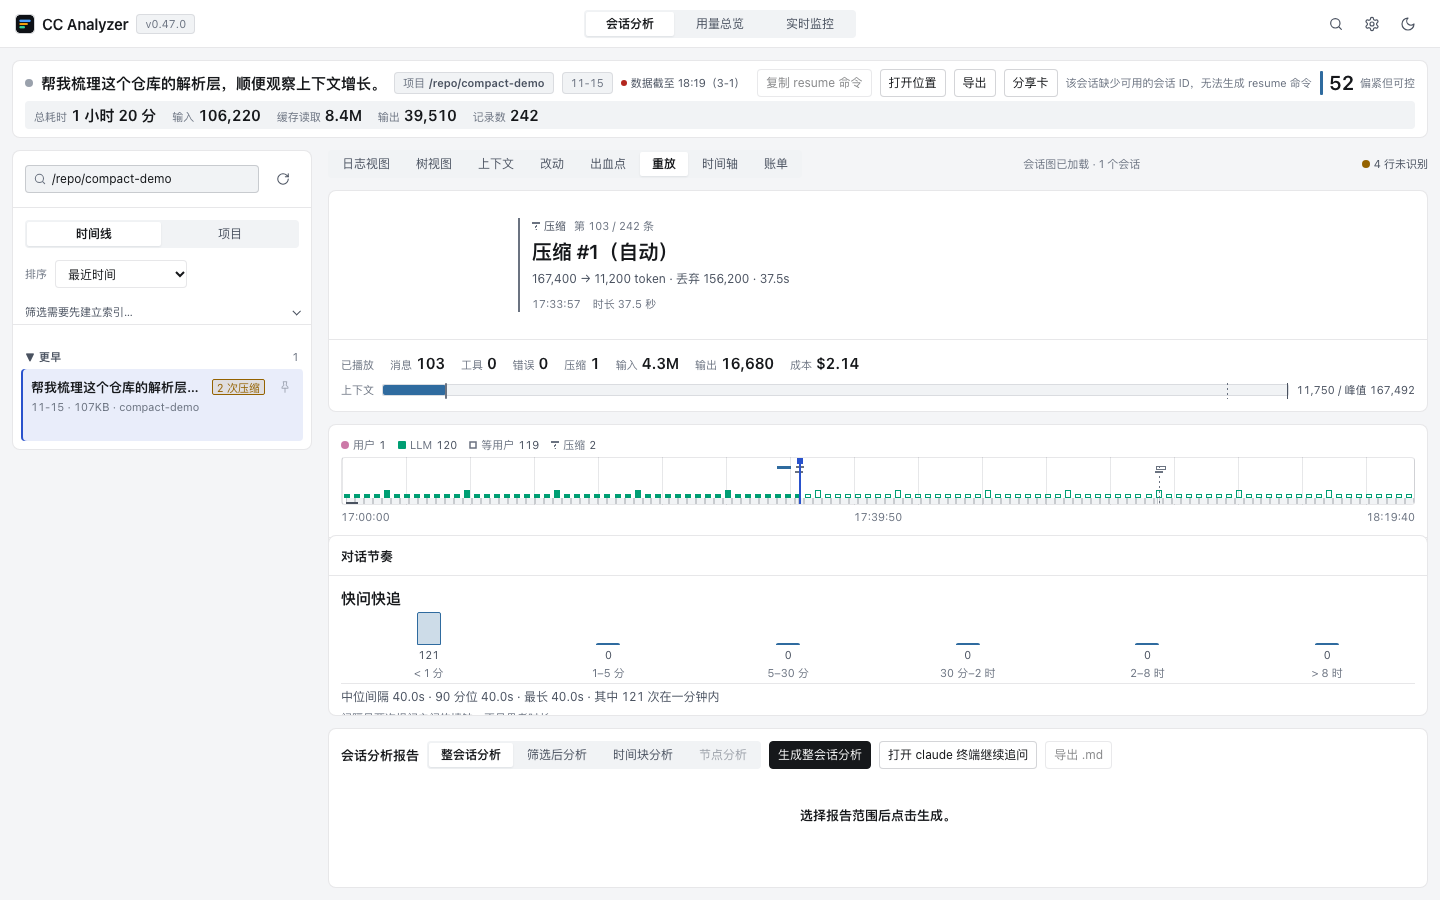 CC Analyzer v0.47.0 会话分析 用量总览 实时监控
帮我梳理这个仓库的解析层，顺便观察上下文增长。 项目 /repo/compact-demo 11-15 数据截至 18:19 (3-1) 复制 resume 命令 打开位置 导出 分享卡 该会话缺少可用的会话 ID，无法生成 resume 命令 52 偏紧但可控
总耗时 1 小时 20 分 输入 106,220 缓存读取 8.4M 输出 39,510 记录数 242
/repo/compact-demo
时间线 项目
排序 最近时间
筛选需要先建立索引...
▼ 更早 1
帮我梳理这个仓库的解析层... 2 次压缩
11-15 · 107KB · compact-demo
日志视图 树视图 上下文 改动 出血点 重放 时间轴 账单 会话图已加载 · 1 个会话 4 行未识别
压缩 第 103 / 242 条
压缩 #1（自动）
167,400 → 11,200 token · 丢弃 156,200 · 37.5s
17:33:57 时长 37.5 秒
已播放 消息 103 工具 0 错误 0 压缩 1 输入 4.3M 输出 16,680 成本 $2.14
上下文 11,750 / 峰值 167,492
用户 1 LLM 120 等用户 119 压缩 2
17:00:00 17:39:50 18:19:40
对话节奏
快问快追
121 0 0 0 0 0
< 1 分 1–5 分 5–30 分 30 分–2 时 2–8 时 > 8 时
中位间隔 40.0s · 90 分位 40.0s · 最长 40.0s · 其中 121 次在一分钟内
会话分析报告 整会话分析 筛选后分析 时间块分析 节点分析 生成整会话分析 打开 claude 终端继续追问 导出 .md
选择报告范围后点击生成。